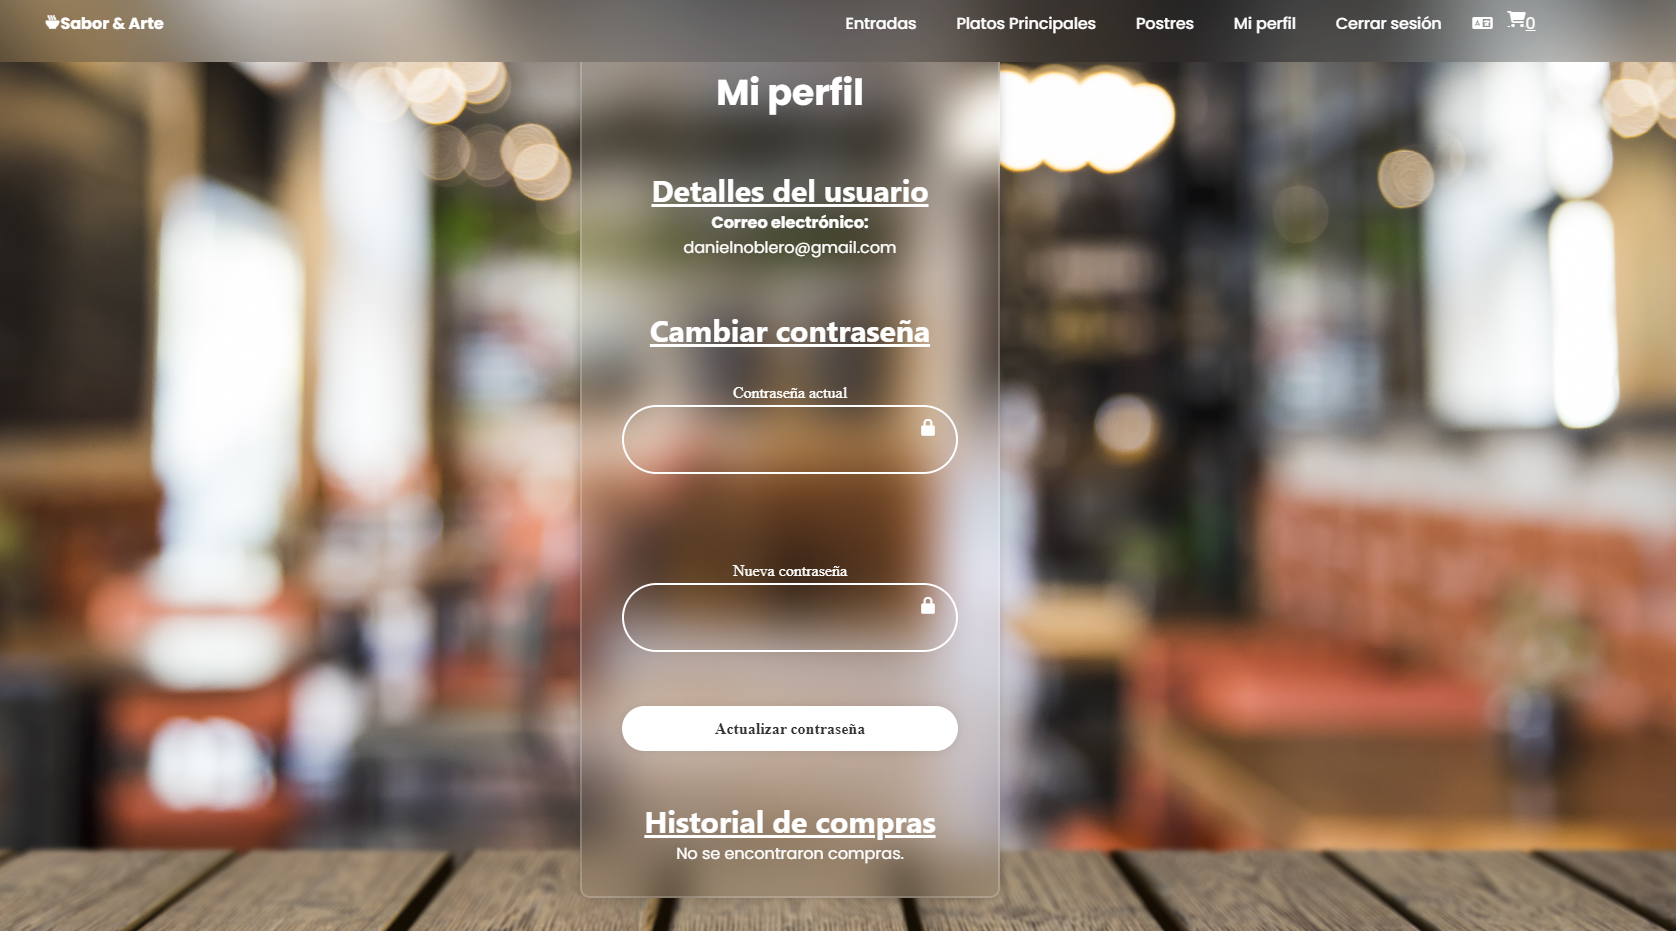 Sabor & Arte
Entradas
Platos Principales
Postres
Mi perfil
Cerrar sesión
0
Mi perfil
Detalles del usuario
Correo electrónico:
danielnoblero@gmail.com
Cambiar contraseña
Contraseña actual
Nueva contraseña
Actualizar contraseña
Historial de compras
No se encontraron compras.